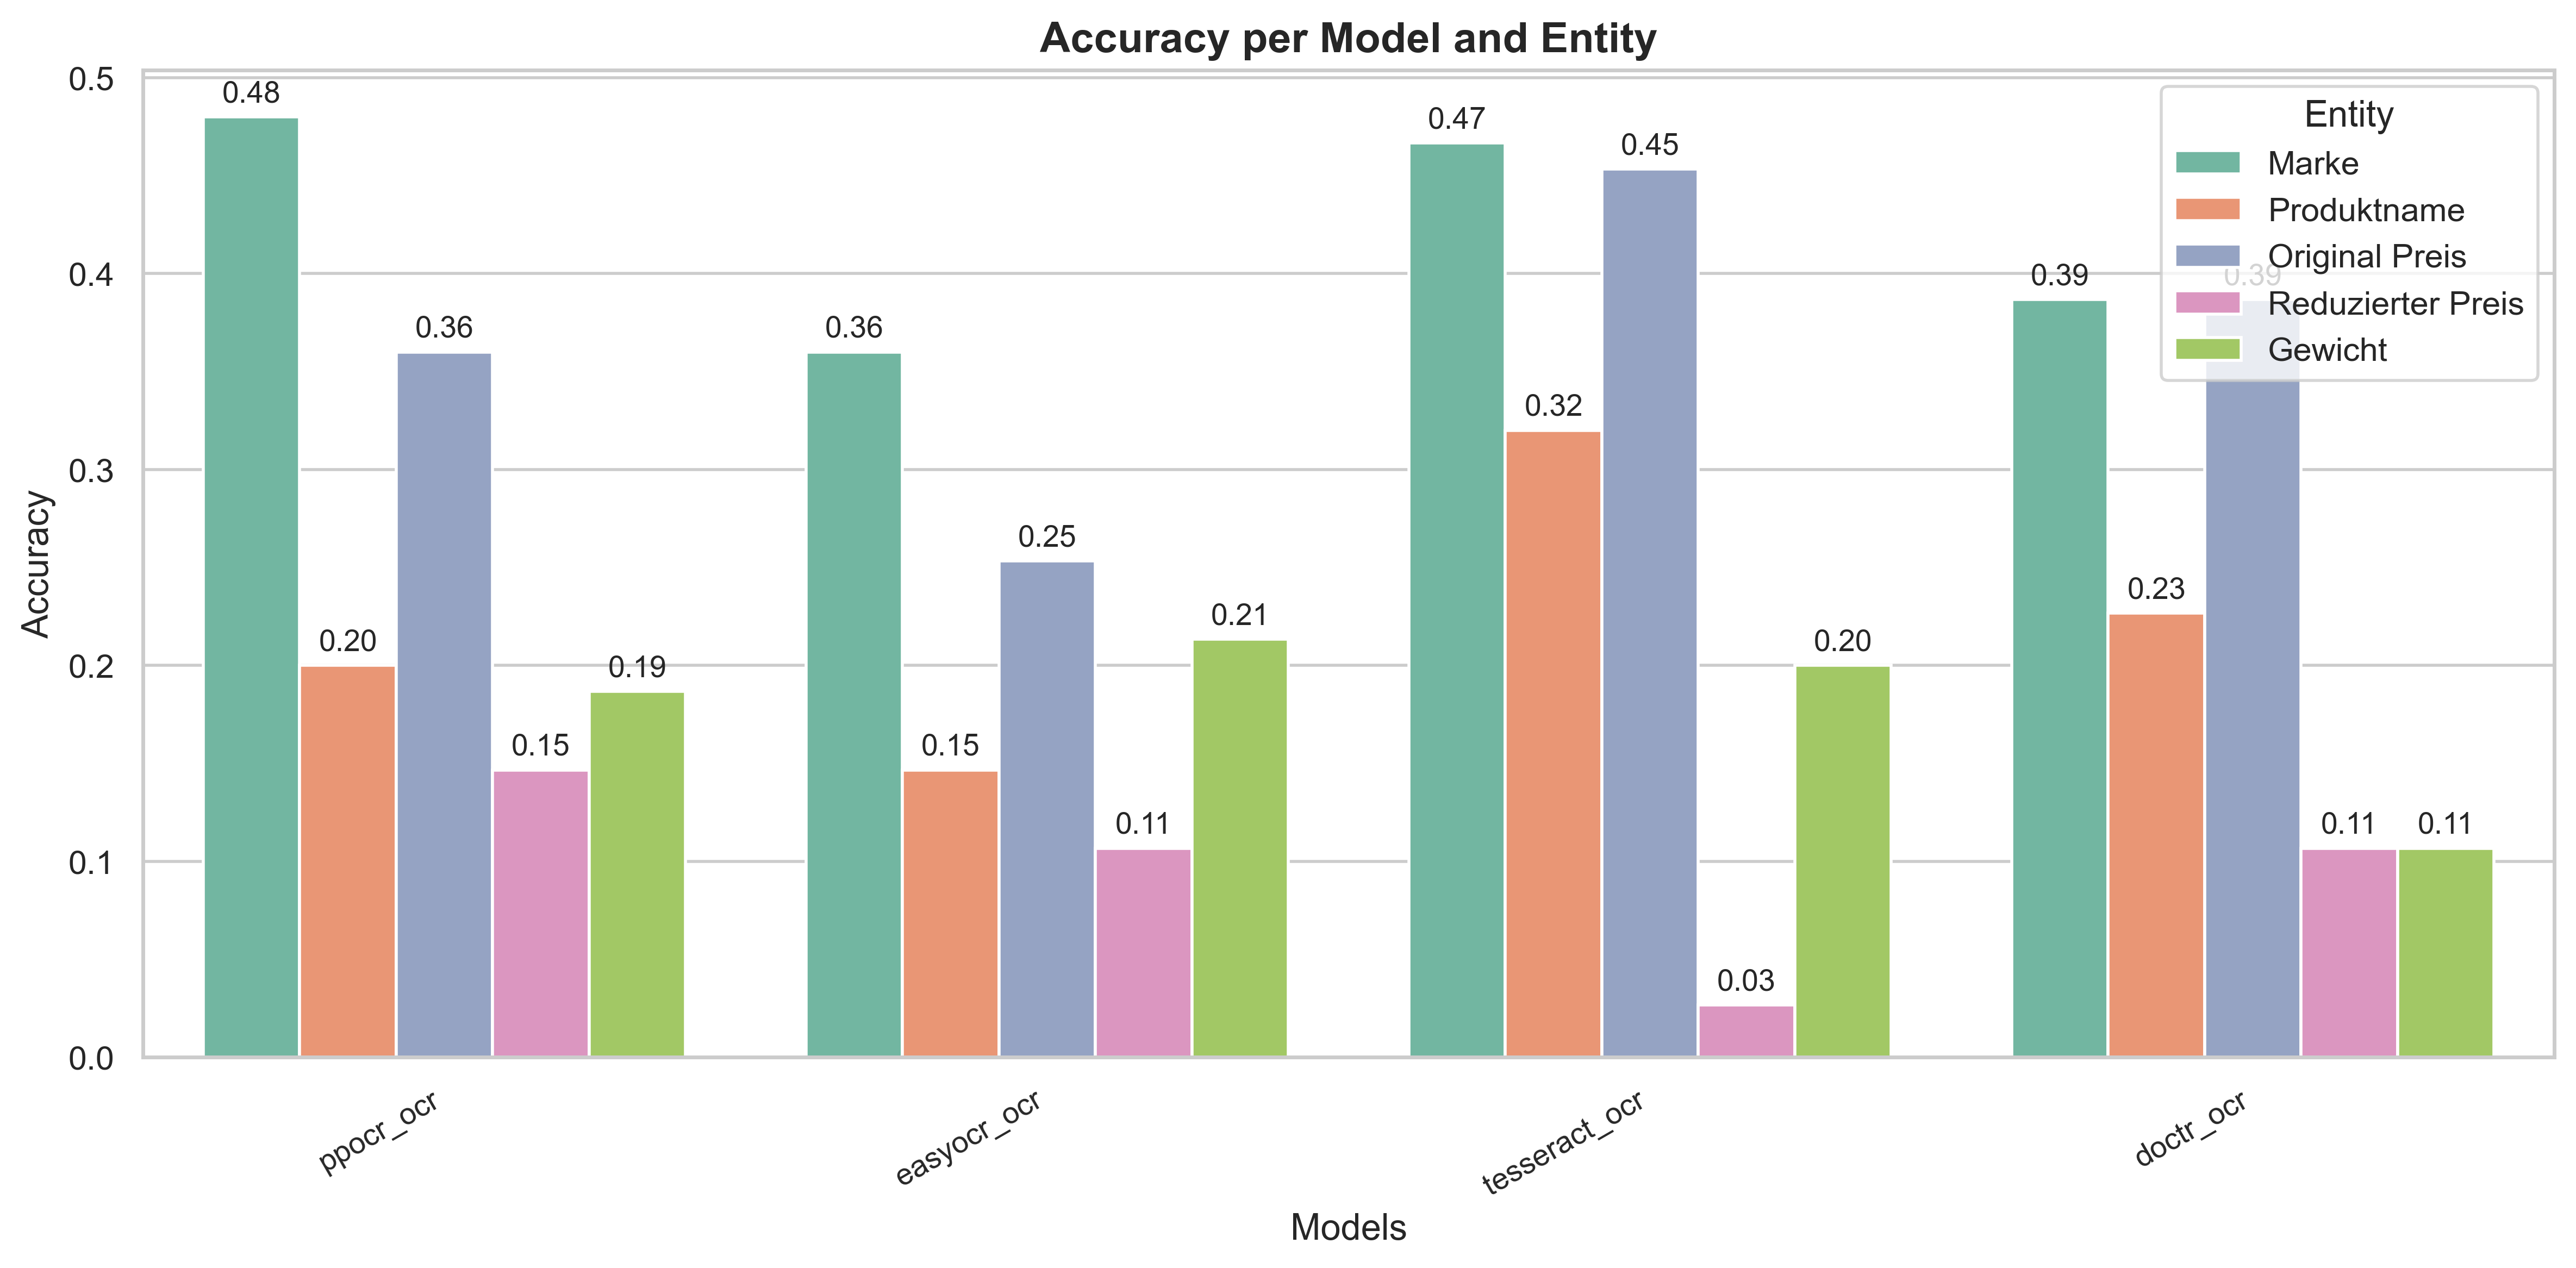 Accuracy per Model and Entity
Accuracy
0.5
0.4
0.3
0.2
0.1
0.0
0.48
0.20
0.36
0.15
0.19
0.36
0.15
0.25
0.11
0.21
0.47
0.32
0.45
0.03
0.20
0.39
0.23
0.39
0.11
0.11
Entity
Marke
Produktname
Original Preis
Reduzierter Preis
Gewicht
ppocr_ocr
easyocr_ocr
tesseract_ocr
doctr_ocr
Models